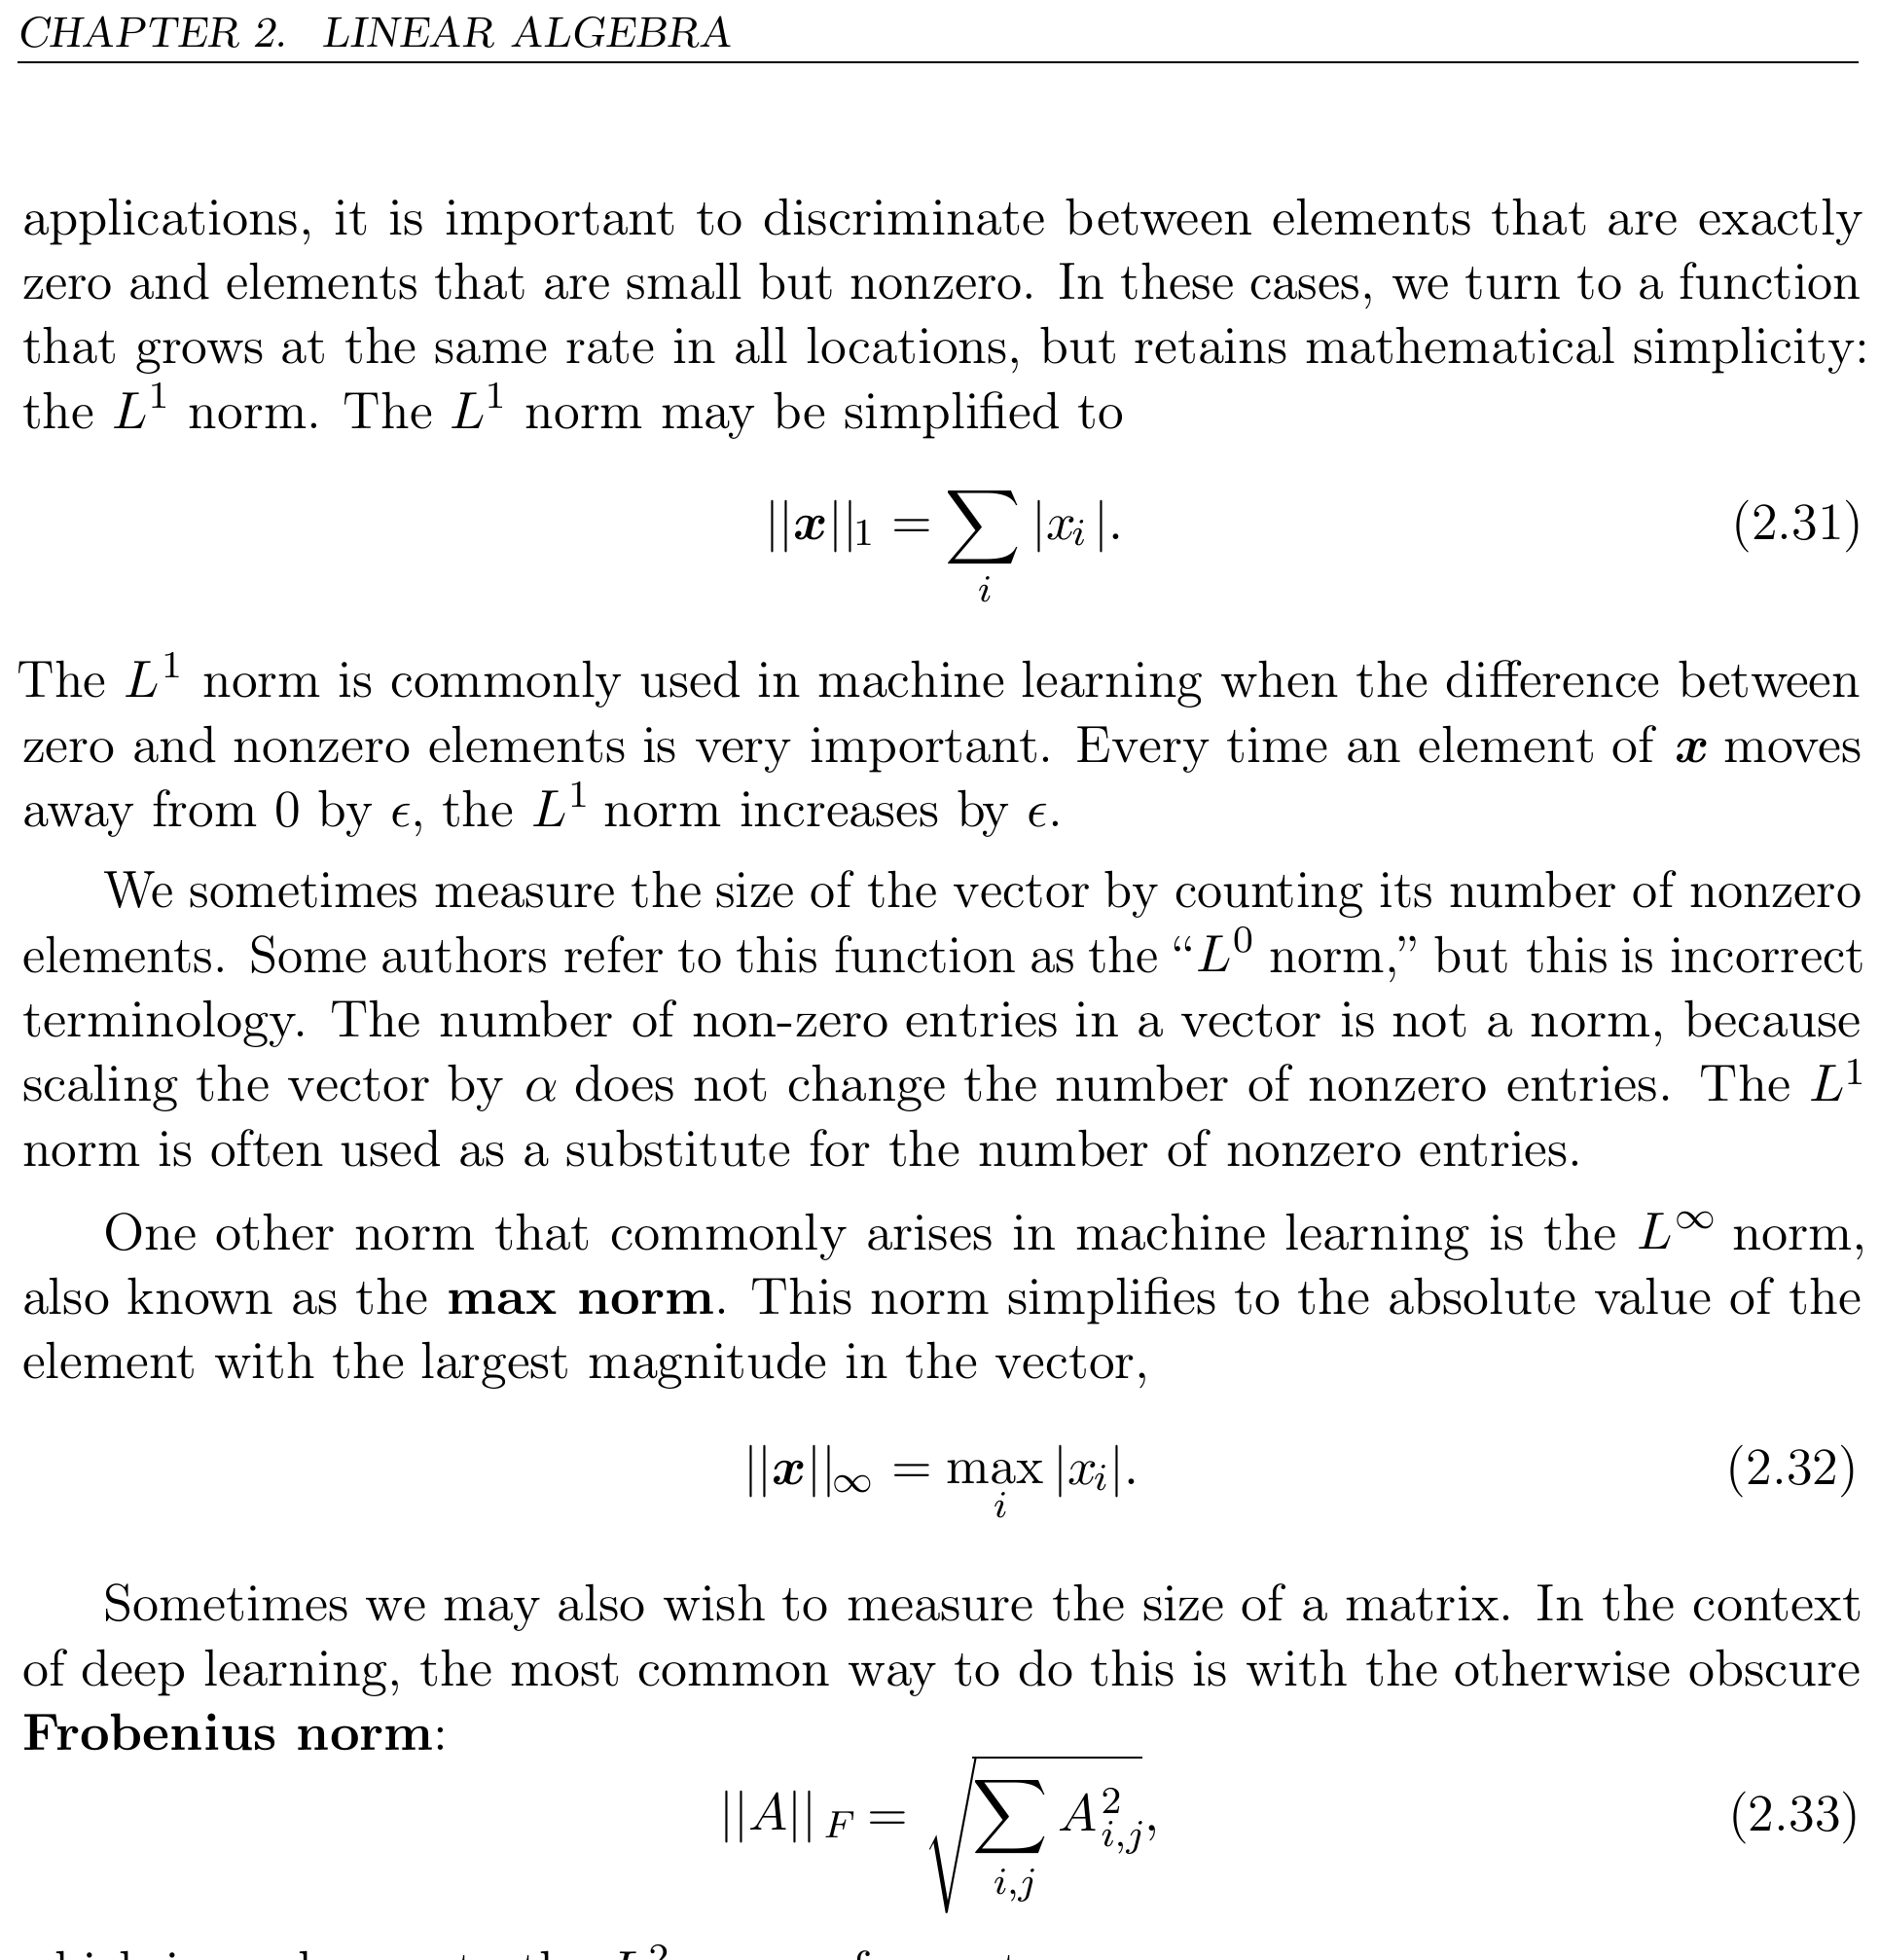 CHAPTER 2. LINEAR ALGEBRA
applications, it is important to discriminate between elements that are exactly
zero and elements that are small but nonzero. In these cases, we turn to a function
that grows at the same rate in all locations, but retains mathematical simplicity:
the L¹ norm. The L¹ norm may be simplified to
||x||₁ = ∑ᵢ |xᵢ|. (2.31)
The L¹ norm is commonly used in machine learning when the difference between
zero and nonzero elements is very important. Every time an element of x moves
away from 0 by ϵ, the L¹ norm increases by ϵ.
We sometimes measure the size of the vector by counting its number of nonzero
elements. Some authors refer to this function as the “L⁰ norm,” but this is incorrect
terminology. The number of non-zero entries in a vector is not a norm, because
scaling the vector by α does not change the number of nonzero entries. The L¹
norm is often used as a substitute for the number of nonzero entries.
One other norm that commonly arises in machine learning is the L^∞ norm,
also known as the max norm. This norm simplifies to the absolute value of the
element with the largest magnitude in the vector,
||x||_∞ = max_i |xᵢ|. (2.32)
Sometimes we may also wish to measure the size of a matrix. In the context
of deep learning, the most common way to do this is with the otherwise obscure
Frobenius norm:
||A||_F = √(∑_{i,j} A²_{i,j}), (2.33)